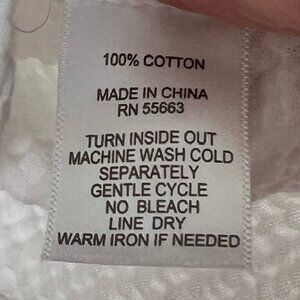 100% COTTON
MADE IN CHINA
RN 55663
TURN INSIDE OUT
MACHINE WASH COLD
SEPARATELY
GENTLE CYCLE
NO BLEACH
LINE DRY
WARM IRON IF NEEDED